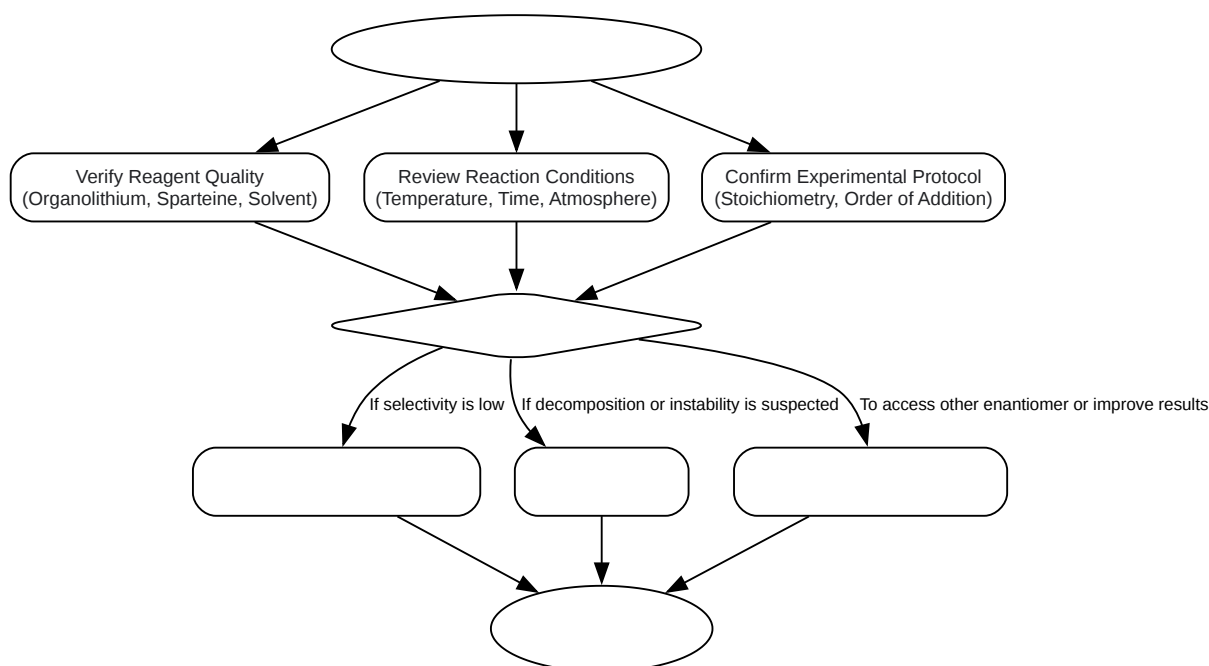 Verify Reagent Quality
(Organolithium, Sparteine, Solvent)
Review Reaction Conditions
(Temperature, Time, Atmosphere)
Confirm Experimental Protocol
(Stoichiometry, Order of Addition)
If selectivity is low
If decomposition or instability is suspected
To access other enantiomer or improve results